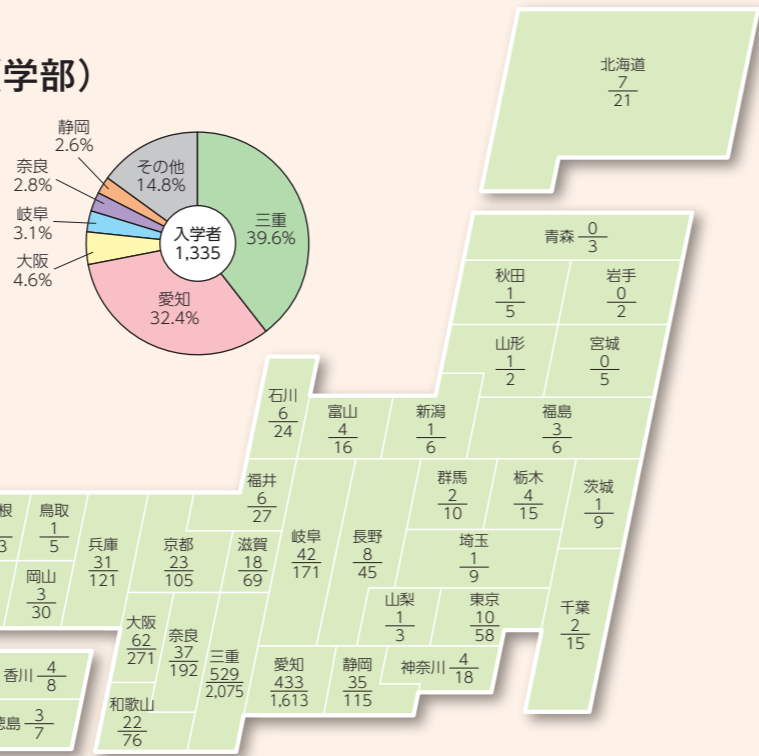 学部）
静岡
2.6%
奈良
2.8%
岐阜
3.1%
大阪
4.6%
その他
14.8%
三重
39.6%
愛知
32.4%
入学者
1,335
北海道
7
21
青森 0
3
秋田
1
5
岩手
0
2
山形
1
2
宮城
0
5
石川
6
24
富山
4
16
新潟
1
6
福島
3
6
福井
6
27
岐阜
42
171
長野
8
45
群馬
2
10
栃木
4
15
茨城
1
9
根
3
鳥取
1
5
兵庫
31
121
京都
23
105
滋賀
18
69
埼玉
1
9
岡山
3
30
山梨
1
3
東京
10
58
千葉
2
15
大阪
62
271
奈良
37
192
三重
529
2,075
愛知
433
1,613
静岡
35
115
神奈川 4
18
香川 4
8
和歌山
22
76
徳島 3
7